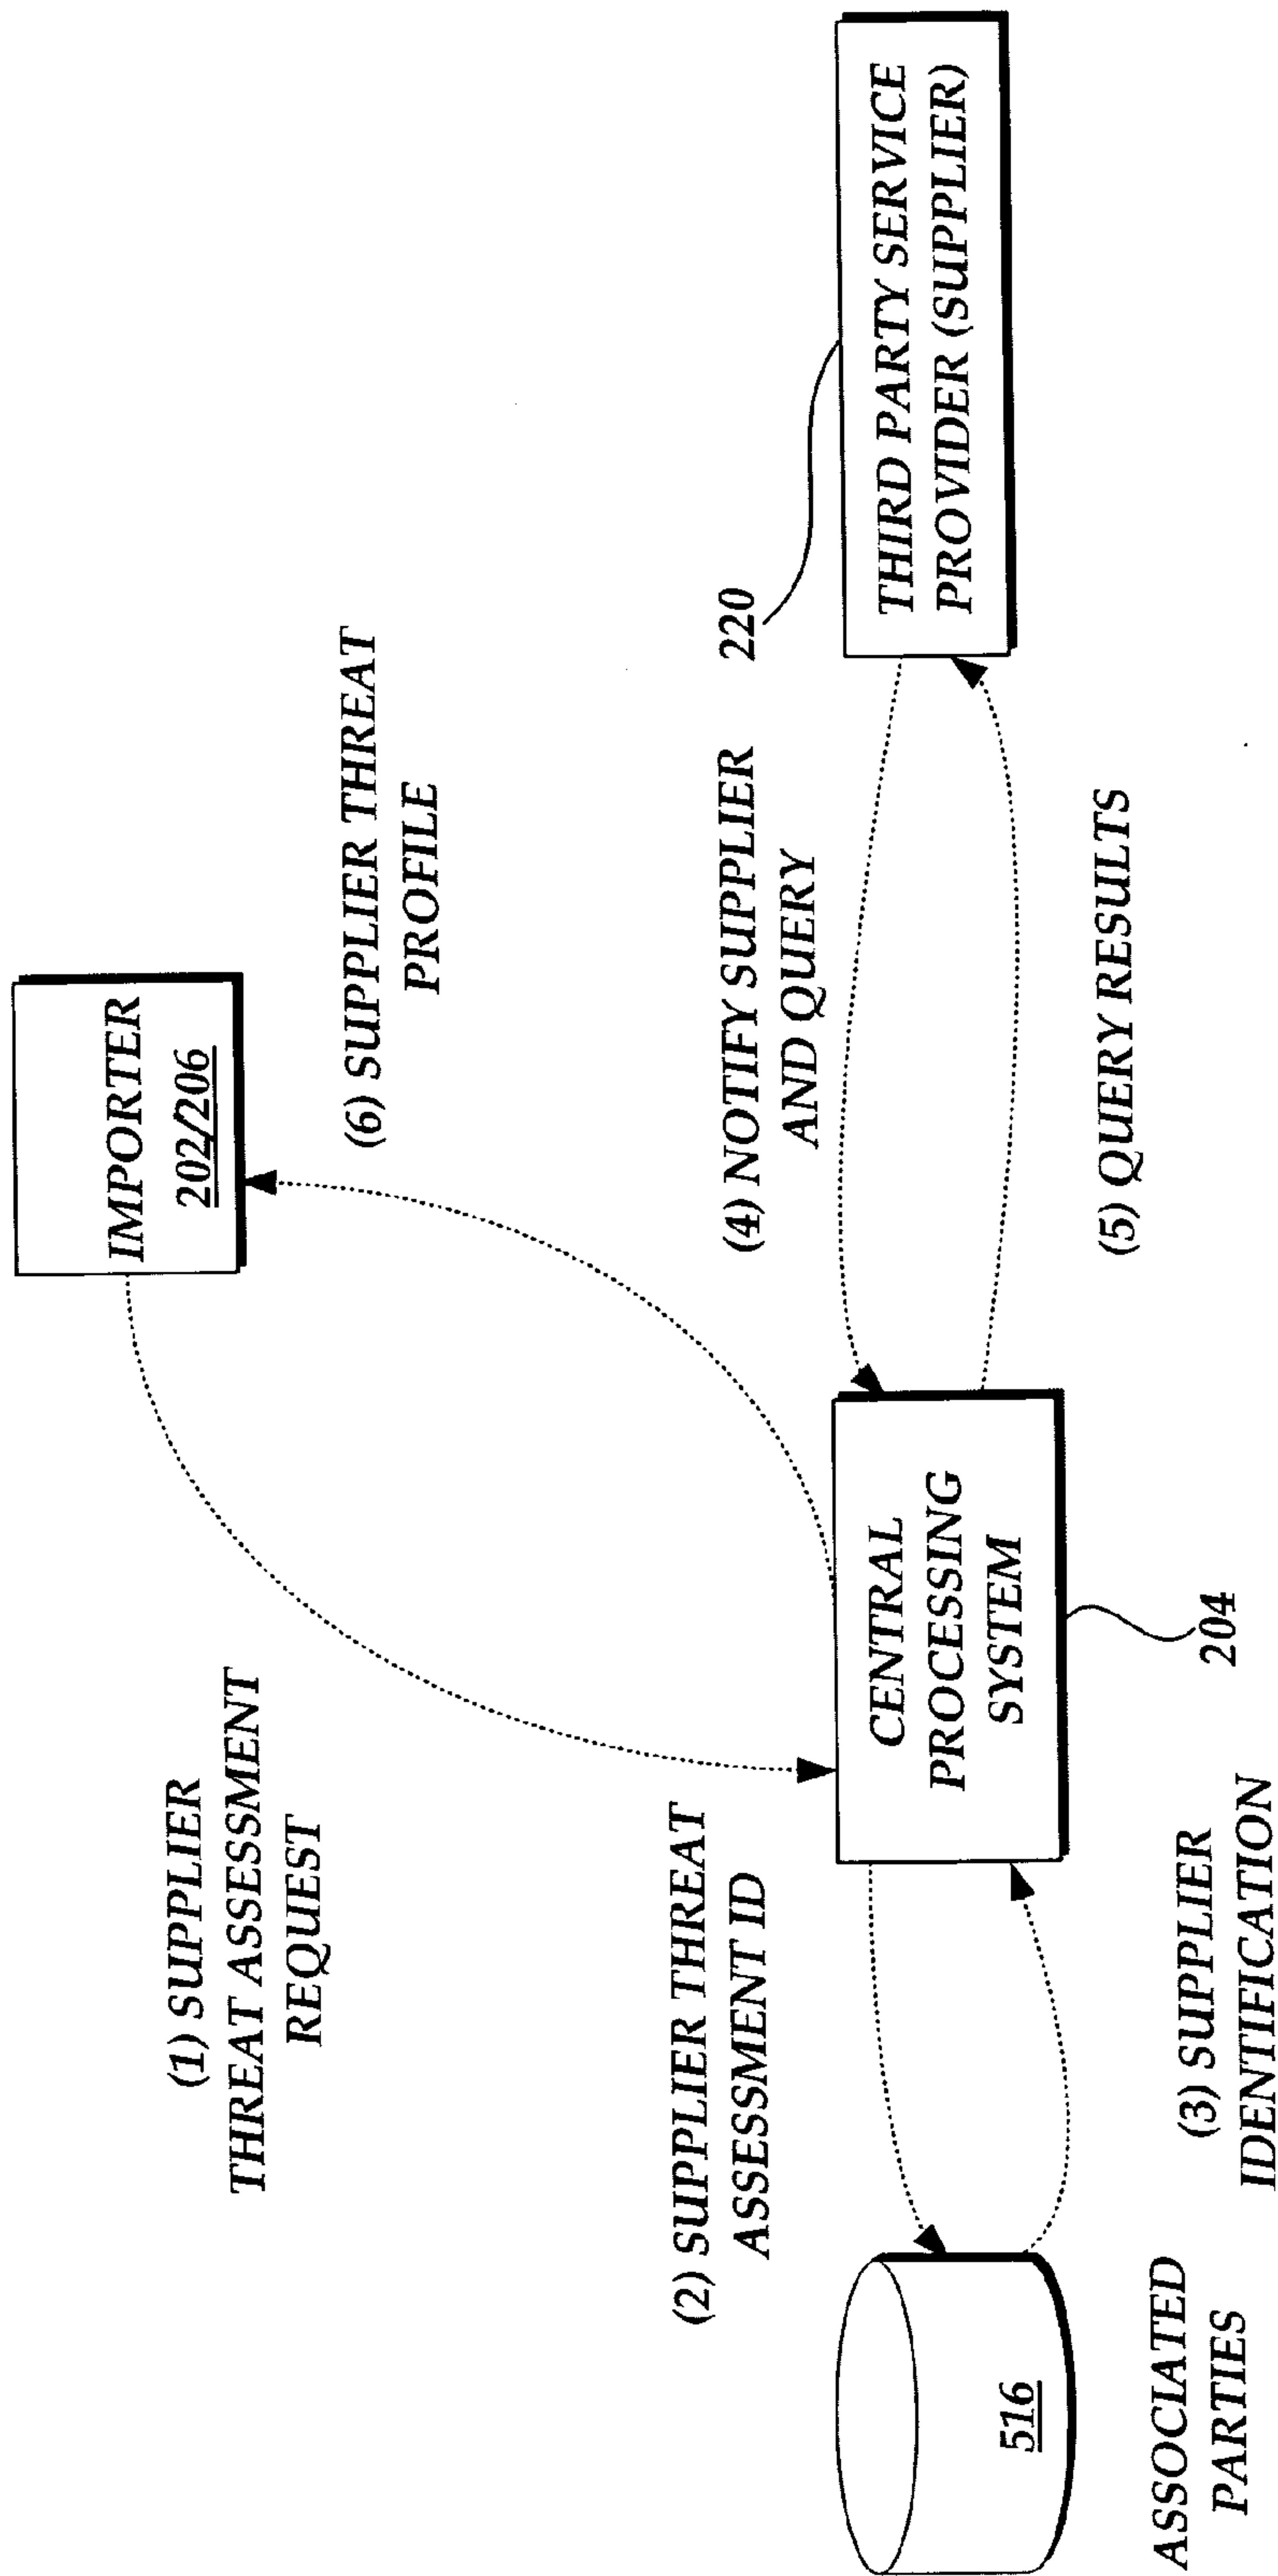 (1) SUPPLIER
THREAT ASSESSMENT
REQUEST
IMPORTER
202/206
(6) SUPPLIER THREAT
PROFILE
(2) SUPPLIER THREAT
ASSESSMENT ID
(4) NOTIFY SUPPLIER
AND QUERY
220
516
CENTRAL
PROCESSING
SYSTEM
THIRD PARTY SERVICE
PROVIDER (SUPPLIER)
ASSOCIATED
PARTIES
(3) SUPPLIER
IDENTIFICATION
204
(5) QUERY RESULTS